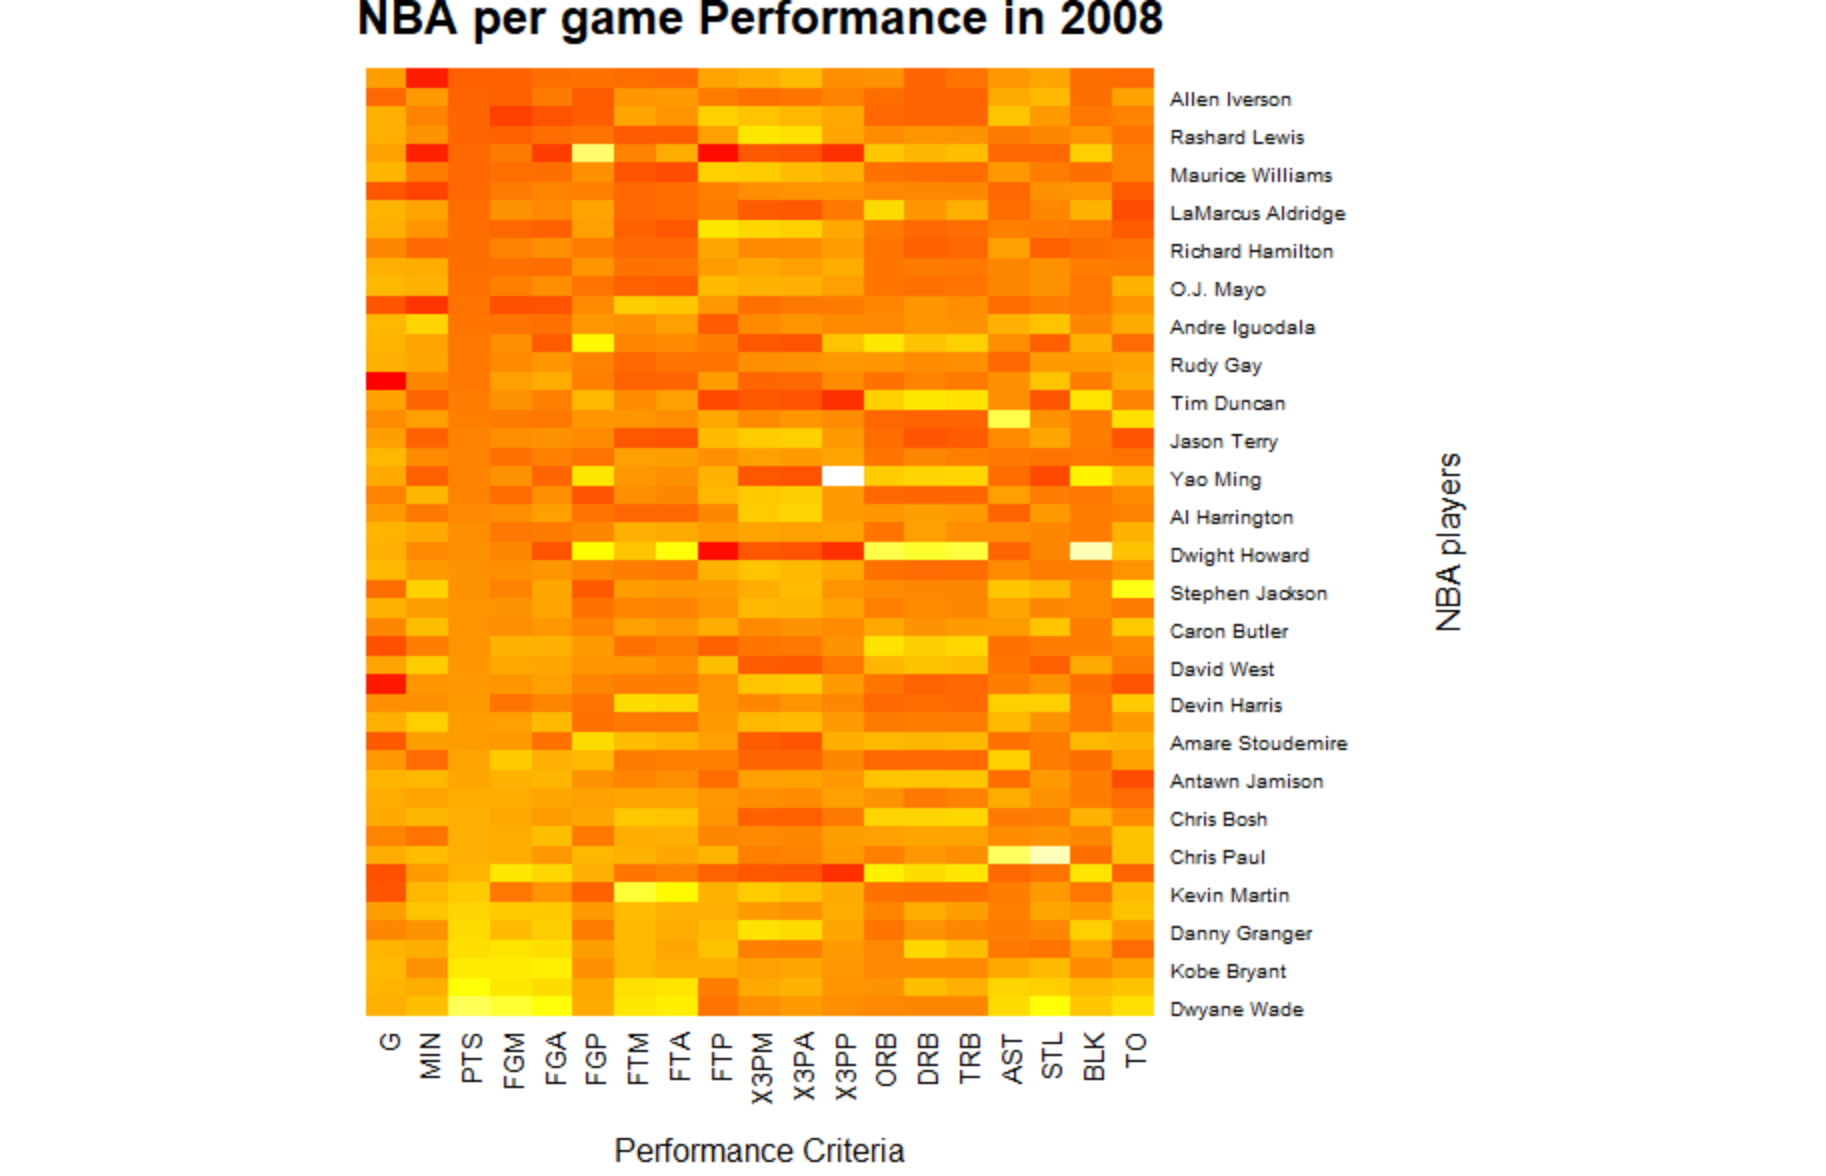 NBA per game Performance in 2008
Allen Iverson
Rashard Lewis
Maurice Williams
LaMarcus Aldridge
Richard Hamilton
O.J. Mayo
Andre Iguodala
Rudy Gay
Tim Duncan
Jason Terry
Yao Ming
Al Harrington
Dwight Howard
Stephen Jackson
Caron Butler
David West
Devin Harris
Amare Stoudemire
Antawn Jamison
Chris Bosh
Chris Paul
Kevin Martin
Danny Granger
Kobe Bryant
Dwyane Wade
NBA players
G
MIN
PTS
FGM
FGA
FGP
FTM
FTA
FTP
X3PM
X3PA
X3PP
ORB
DRB
TRB
AST
STL
BLK
TO
Performance Criteria